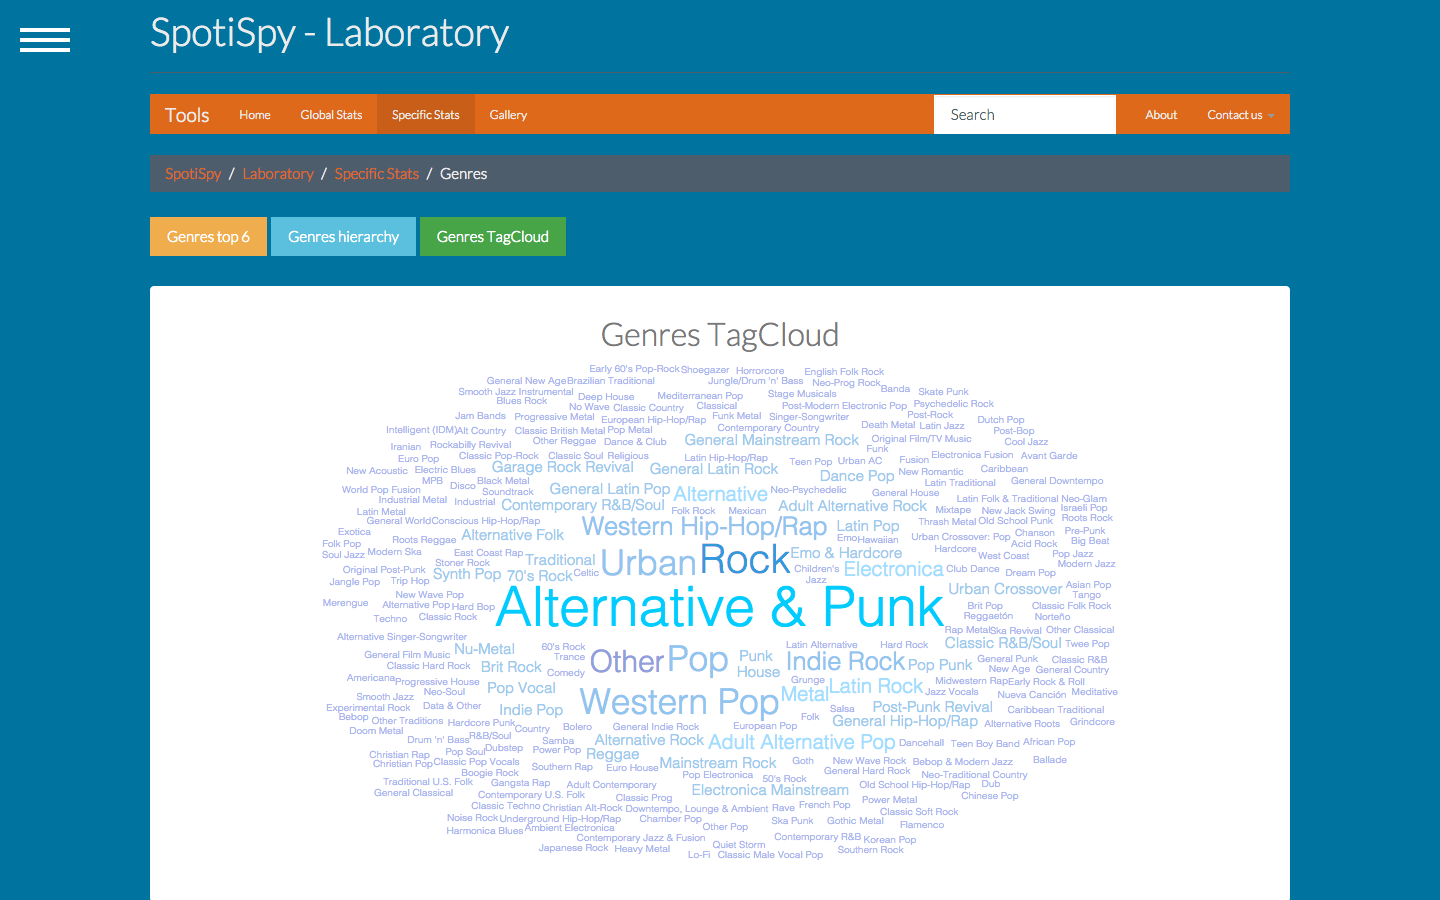 SpotiSpy - Laboratory
Tools Home Global Stats Specific Stats Gallery Search About Contact us
SpotiSpy / Laboratory / Specific Stats / Genres
Genres top 6 Genres hierarchy Genres TagCloud
Genres TagCloud
Early 60's Pop-Rock Shoegazer Horrorcore English Folk Rock
General New Age Brazilian Traditional Jungle/Drum 'n' Bass Neo-Prog Rock Banda Skate Punk
Smooth Jazz Instrumental Deep House Mediterranean Pop Stage Musicals
Blues Rock No Wave Classic Country Classical Post-Modern Electronic Pop Psychedelic Rock
Jam Bands Progressive Metal European Hip-Hop/Rap Funk Metal Singer-Songwriter Post-Rock Dutch Pop
Intelligent (IDM) Alt Country Classic British Metal Pop Metal Contemporary Country Death Metal Latin Jazz Post-Bop
Iranian Rockabilly Revival Other Reggae Dance & Club General Mainstream Rock Original Film/TV Music Cool Jazz
Euro Pop Classic Pop-Rock Classic Soul Religious Latin Hip-Hop/Rap Teen Pop Urban AC Funk Fusion Electronica Fusion Avant Garde
New Acoustic Electric Blues Garage Rock Revival General Latin Rock Dance Pop New Romantic Caribbean
MPB Disco Black Metal Latin Traditional General Downtempo
World Pop Fusion Soundtrack General Latin Pop Alternative Neo-Psychedelic General House
Industrial Metal Industrial Contemporary R&B/Soul Adult Alternative Rock Latin Folk & Traditional Neo-Glam
Latin Metal Folk Rock Mexican Mixtape New Jack Swing Israeli Pop
General World Conscious Hip-Hop/Rap Western Hip-Hop/Rap Latin Pop Thrash Metal Old School Punk Roots Rock
Exotica Roots Reggae Alternative Folk Emo Hawaiian Urban Crossover: Pop Chanson Pre-Punk
Folk Pop Acid Rock Big Beat
Soul Jazz Modern Ska East Coast Rap Traditional Urban Rock Emo & Hardcore Hardcore West Coast Pop Jazz
Original Post-Punk Stoner Rock Synth Pop 70's Rock Celtic Children's Electronica Club Dance Dream Pop Modern Jazz
Jangle Pop Trip Hop Jazz Urban Crossover Asian Pop
New Wave Pop Tango
Merengue Alternative Pop Hard Bop Alternative & Punk Brit Pop Classic Folk Rock
Techno Classic Rock Reggaetón Norteño
Alternative Singer-Songwriter Rap Metal Ska Revival Other Classical
General Film Music Nu-Metal 60's Rock Latin Alternative Hard Rock Classic R&B/Soul Twee Pop
Classic Hard Rock Brit Rock Trance Other Pop Punk Indie Rock Pop Punk General Punk Classic R&B
Americana Comedy House Grunge New Age General Country
Progressive House Neo-Soul Pop Vocal Metal Latin Rock Midwestern Rap Early Rock & Roll
Smooth Jazz Jazz Vocals Nueva Canción Meditative
Experimental Rock Data & Other Indie Pop Western Pop Salsa Post-Punk Revival Caribbean Traditional
Bebop Other Traditions Hardcore Punk Folk General Hip-Hop/Rap Alternative Roots Grindcore
Doom Metal R&B/Soul Country Bolero General Indie Rock European Pop
Drum 'n' Bass Samba Alternative Rock Adult Alternative Pop Dancehall Teen Boy Band African Pop
Christian Rap Pop Soul Dubstep Power Pop Reggae
Christian Pop Classic Pop Vocals Southern Rap Euro House Mainstream Rock Goth New Wave Rock Bebop & Modern Jazz Ballade
Boogie Rock Pop Electronica 50's Rock General Hard Rock Neo-Traditional Country
Traditional U.S. Folk Gangsta Rap Adult Contemporary Electronica Mainstream Old School Hip-Hop/Rap Dub
General Classical Contemporary U.S. Folk Classic Prog Power Metal Chinese Pop
Classic Techno Christian Alt-Rock Downtempo, Lounge & Ambient Rave French Pop Classic Soft Rock
Noise Rock Underground Hip-Hop/Rap Chamber Pop Ska Punk Gothic Metal Flamenco
Harmonica Blues Ambient Electronica Other Pop
Contemporary Jazz & Fusion Quiet Storm Contemporary R&B Korean Pop
Japanese Rock Heavy Metal Lo-Fi Classic Male Vocal Pop Southern Rock